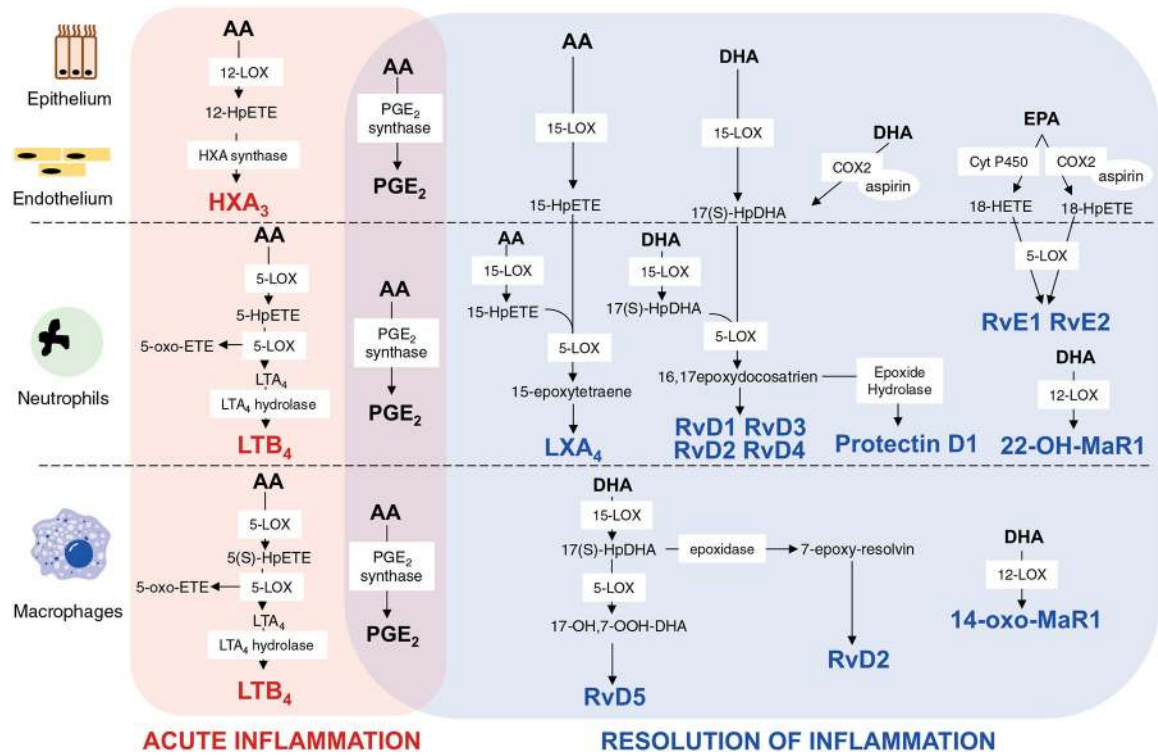 Epithelium
Endothelium
AA
12-LOX
12-HpETE
HXA synthase
HXA₃
AA
PGE₂
synthase
PGE₂
AA
15-LOX
15-HpETE
DHA
15-LOX
17(S)-HpDHA
DHA
COX2
aspirin
EPA
Cyt P450
COX2
aspirin
18-HETE
18-HpETE
5-LOX
RvE1 RvE2
Neutrophils
AA
5-LOX
5-HpETE
5-oxo-ETE
5-LOX
LTA₄
LTA₄ hydrolase
LTB₄
AA
PGE₂
synthase
PGE₂
AA
15-LOX
15-HpETE
5-LOX
15-epoxytetraene
LXA₄
DHA
15-LOX
17(S)-HpDHA
5-LOX
16,17epoxydocosatrien
RvD1 RvD3
RvD2 RvD4
Epoxide
Hydrolase
Protectin D1
DHA
12-LOX
22-OH-MaR1
Macrophages
AA
5-LOX
5(S)-HpETE
5-oxo-ETE
5-LOX
LTA₄
LTA₄ hydrolase
LTB₄
AA
PGE₂
synthase
PGE₂
DHA
15-LOX
17(S)-HpDHA
epoxidase
7-epoxy-resolvin
5-LOX
17-OH,7-OOH-DHA
RvD5
RvD2
DHA
12-LOX
14-oxo-MaR1
ACUTE INFLAMMATION
RESOLUTION OF INFLAMMATION